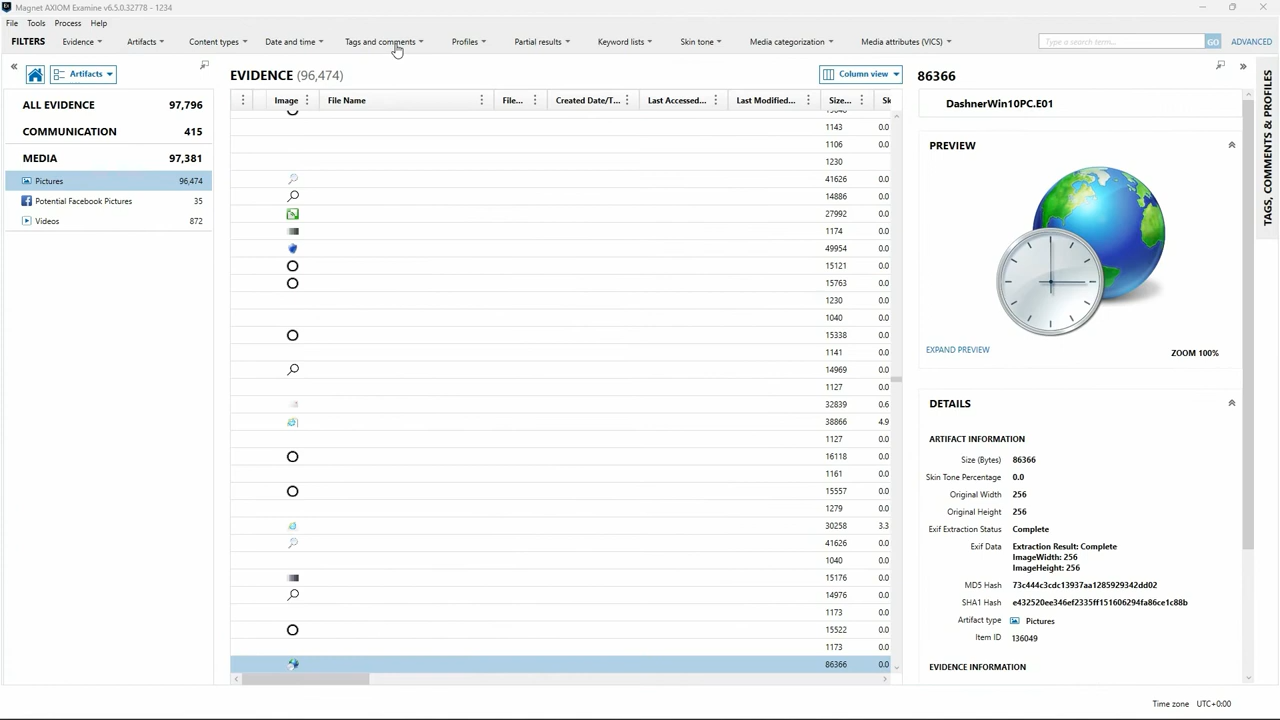 Magnet AXIOM Examine v6.5.0.32778 - 1234
File Tools Process Help
FILTERS Evidence Artifacts Content types Date and time Profiles Partial results Keyword lists Skin tone Media categorization Media attributes (VICS) Type a search term... GO ADVANCED
Artifacts
EVIDENCE (96,474)
Column view
86366
ALL EVIDENCE 97,796
COMMUNICATION 415
MEDIA 97,381
Pictures 96,474
Potential Facebook Pictures 35
Videos 872
Image File Name File... Created Date/T... Last Accessed... Last Modified... Size... Sk
1143 0.0
1106 0.0
1230
41626 0.0
14886 0.0
27992 0.0
1174 0.0
49954 0.0
15121 0.0
15763 0.0
1230 0.0
1040 0.0
15338 0.0
1141 0.0
14969 0.0
1127 0.0
32839 0.6
38866 4.9
1127 0.0
16118 0.0
1161 0.0
15557 0.0
1279 0.0
30258 3.3
41626 0.0
1040 0.0
15176 0.0
14976 0.0
1173 0.0
15522 0.0
1173 0.0
86366 0.0
DashnerWin10PC.E01
PREVIEW
EXPAND PREVIEW
ZOOM 100%
DETAILS
ARTIFACT INFORMATION
Size (Bytes) 86366
Skin Tone Percentage 0.0
Original Width 256
Original Height 256
Exif Extraction Status Complete
Exif Data Extraction Result: Complete
ImageWidth: 256
ImageHeight: 256
MD5 Hash 73c444c3cdc13937aa1285929342dd02
SHA1 Hash e432520ee346ef2335ff151606294fa86ce1c88b
Artifact type Pictures
Item ID 136049
EVIDENCE INFORMATION
TAGS, COMMENTS & PROFILES
Time zone UTC+0:00